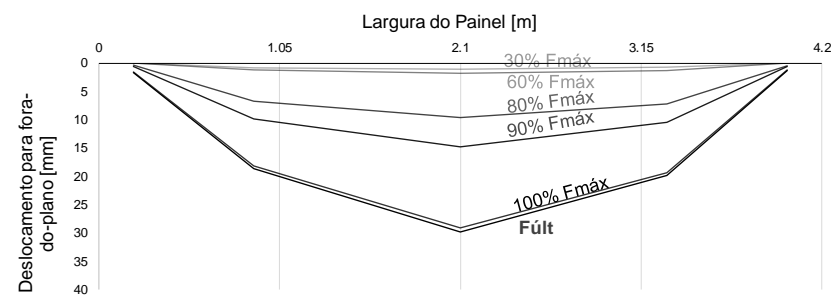 Largura do Painel [m]
0 1.05 2.1 3.15 4.2
Deslocamento para fora-
do-plano [mm]
0
5
10
15
20
25
30
35
40
30% Fmáx
60% Fmáx
80% Fmáx
90% Fmáx
100% Fmáx
Fúlt